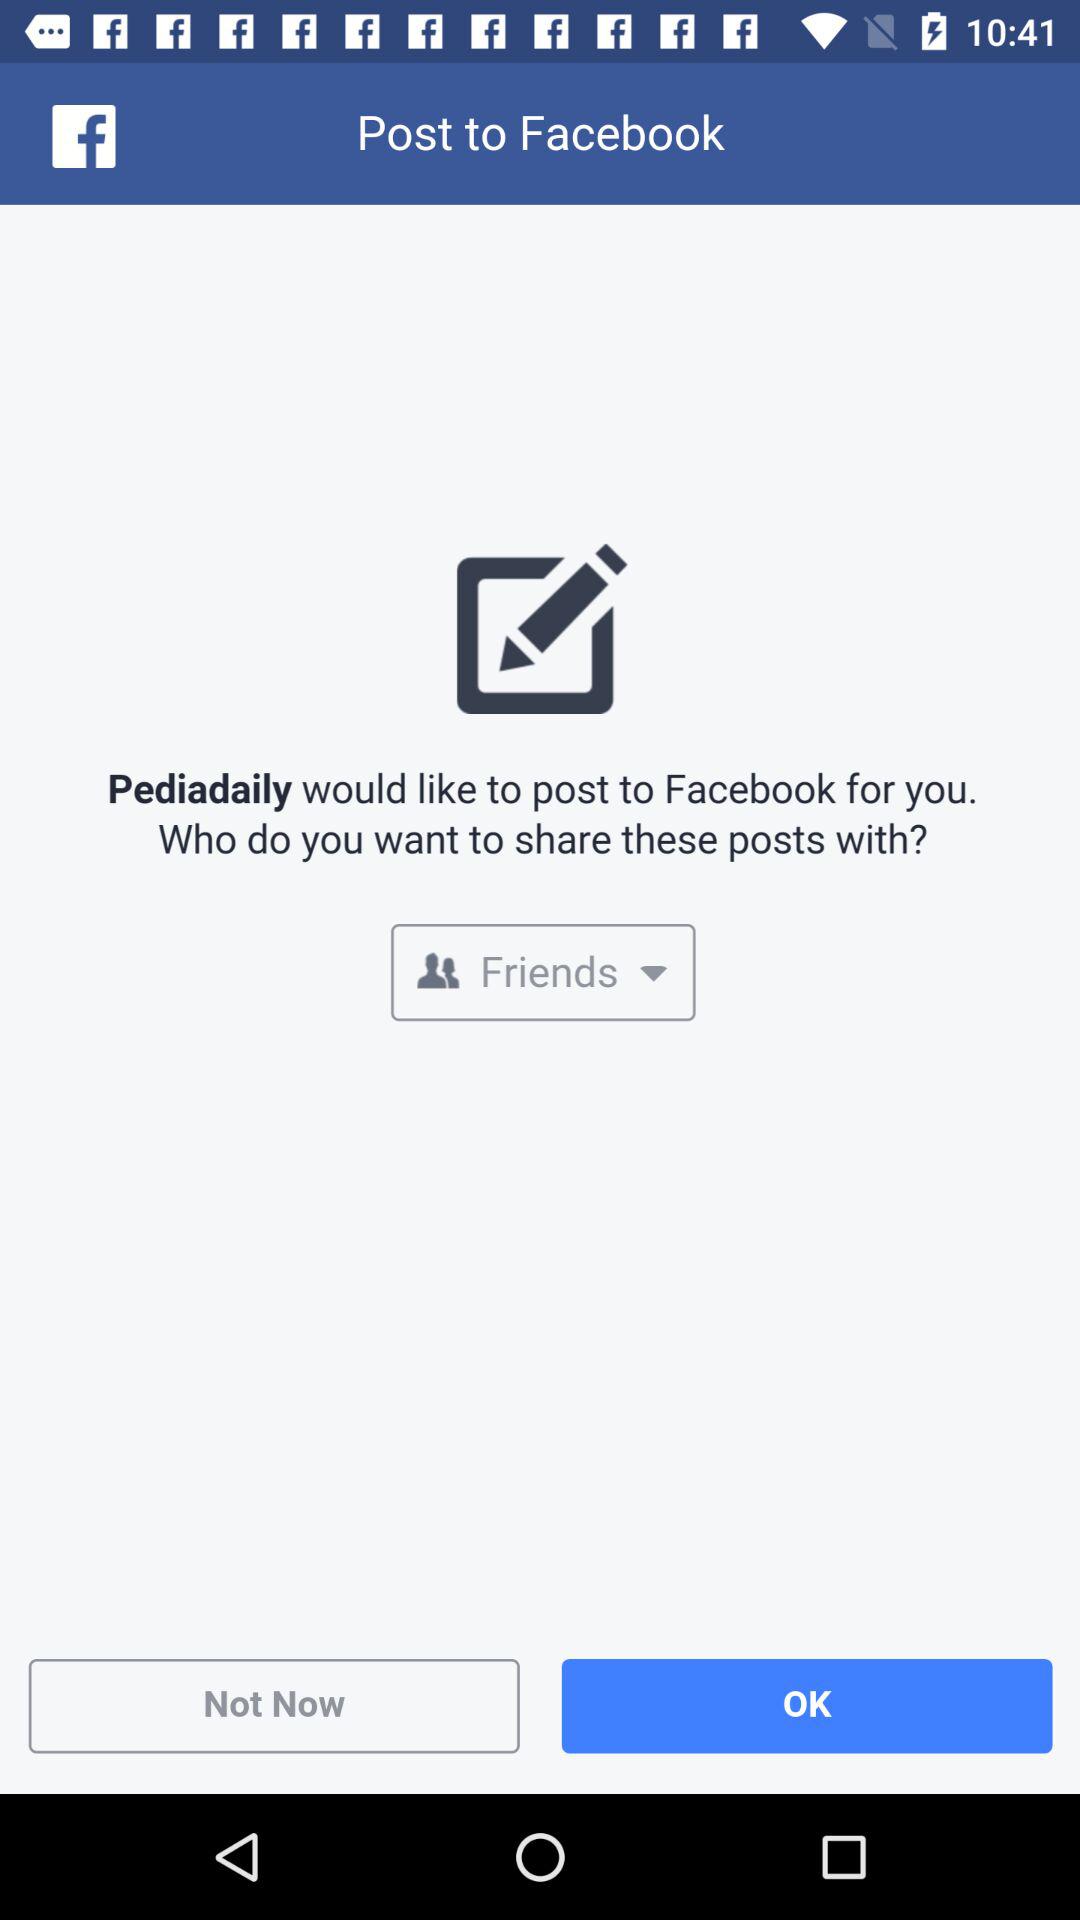 10:41
Post to Facebook
Pediadaily would like to post to Facebook for you.
Who do you want to share these posts with?
Friends
Not Now
OK